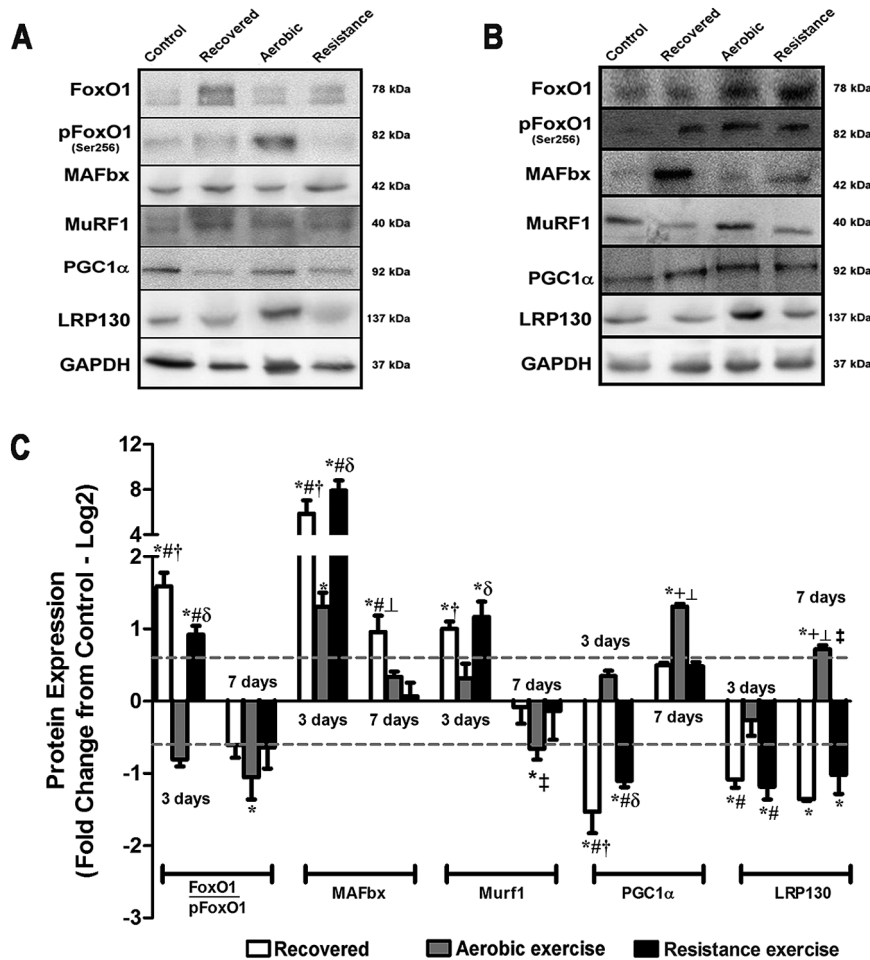 A
Control Recovered Aerobic Resistance
FoxO1 78 kDa
pFoxO1 82 kDa
(Ser256)
MAFbx 42 kDa
MuRF1 40 kDa
PGC1α 92 kDa
LRP130 137 kDa
GAPDH 37 kDa
B
Control Recovered Aerobic Resistance
FoxO1 78 kDa
pFoxO1 82 kDa
(Ser256)
MAFbx 42 kDa
MuRF1 40 kDa
PGC1α 92 kDa
LRP130 137 kDa
GAPDH 37 kDa
C
Protein Expression
(Fold Change from Control - Log2)
12
8
4
2
1
0
-1
-2
-3
*#†
*#δ
3 days
7 days
*
*#†
*
*#δ
3 days
*#⊥
7 days
*†
*δ
3 days
7 days
*‡
3 days
*#†
*#δ
*+⊥
7 days
3 days
*#
*#
7 days
*+⊥‡
*
*
FoxO1
pFoxO1
MAFbx
Murf1
PGC1α
LRP130
Recovered Aerobic exercise Resistance exercise